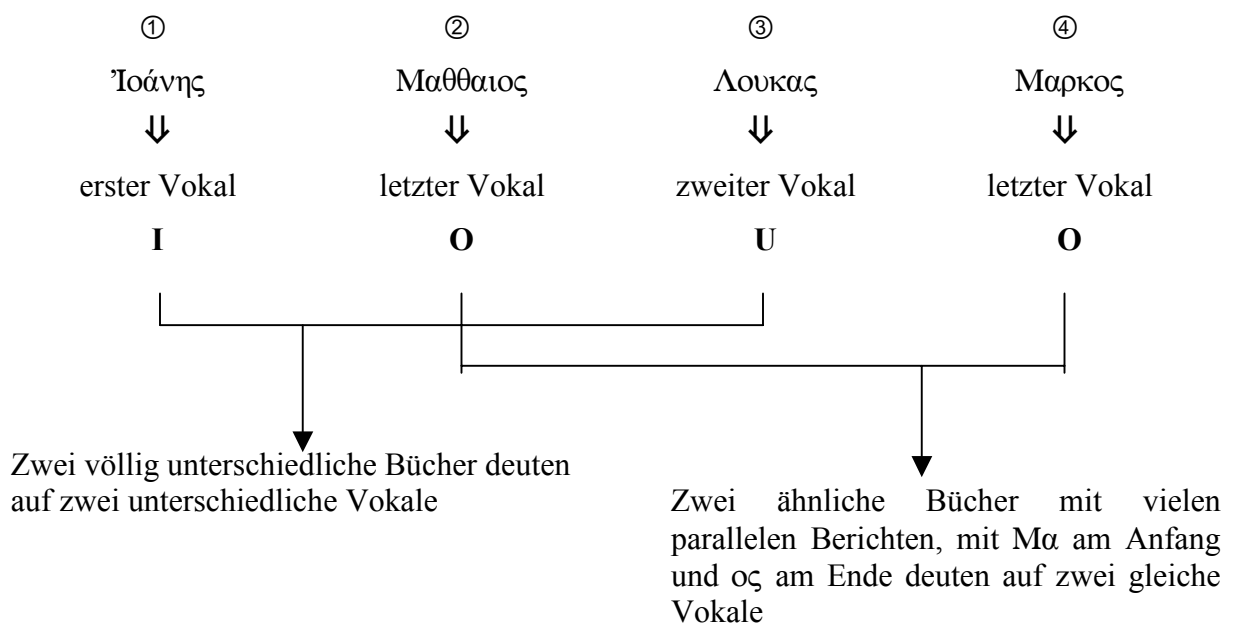 ① ② ③ ④
Ἰοάνης Μαθθαιος Λουκας Μαρκος
⇓ ⇓ ⇓ ⇓
erster Vokal letzter Vokal zweiter Vokal letzter Vokal
I O U O
Zwei völlig unterschiedliche Bücher deuten
auf zwei unterschiedliche Vokale
Zwei ähnliche Bücher mit vielen
parallelen Berichten, mit Μα am Anfang
und ος am Ende deuten auf zwei gleiche
Vokale